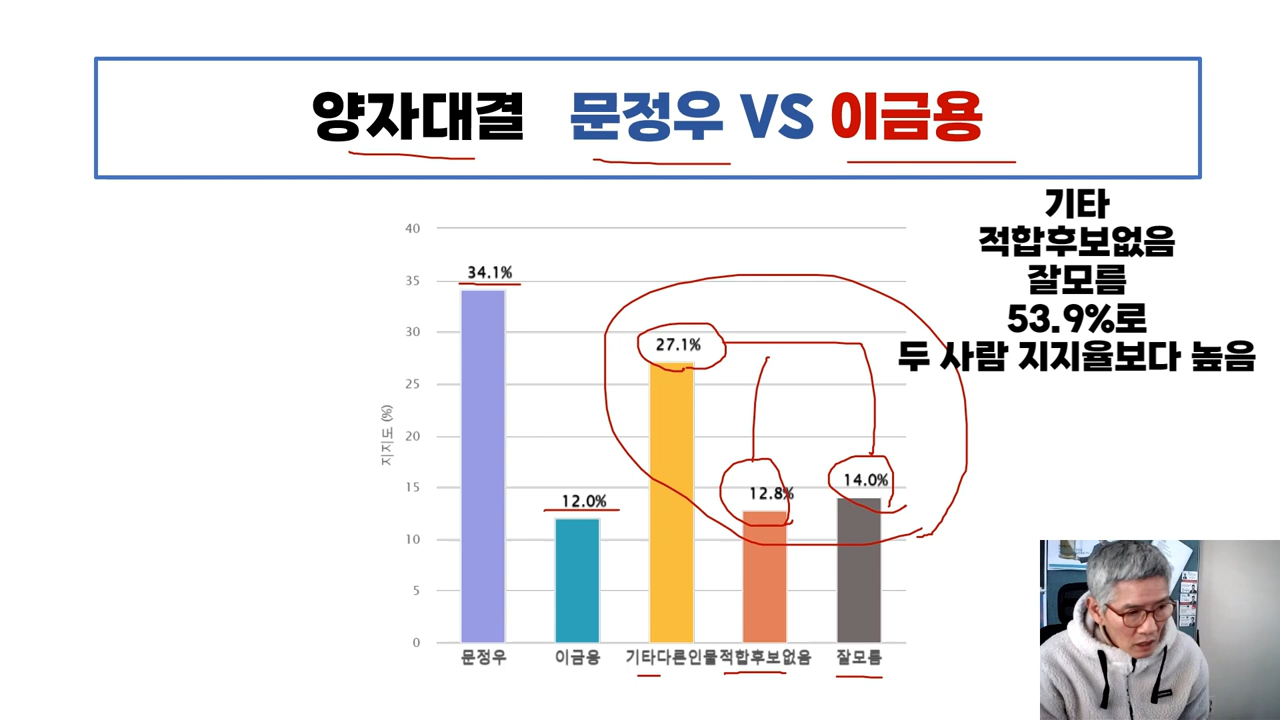 양자대결 문정우 VS 이금용
기타
적합후보없음
잘모름
53.9%로
두 사람 지지율보다 높음
지지도 (%)
40
35
30
25
20
15
10
5
0
34.1%
12.0%
27.1%
12.8%
14.0%
문정우
이금용
기타다른인물
적합후보없음
잘모름